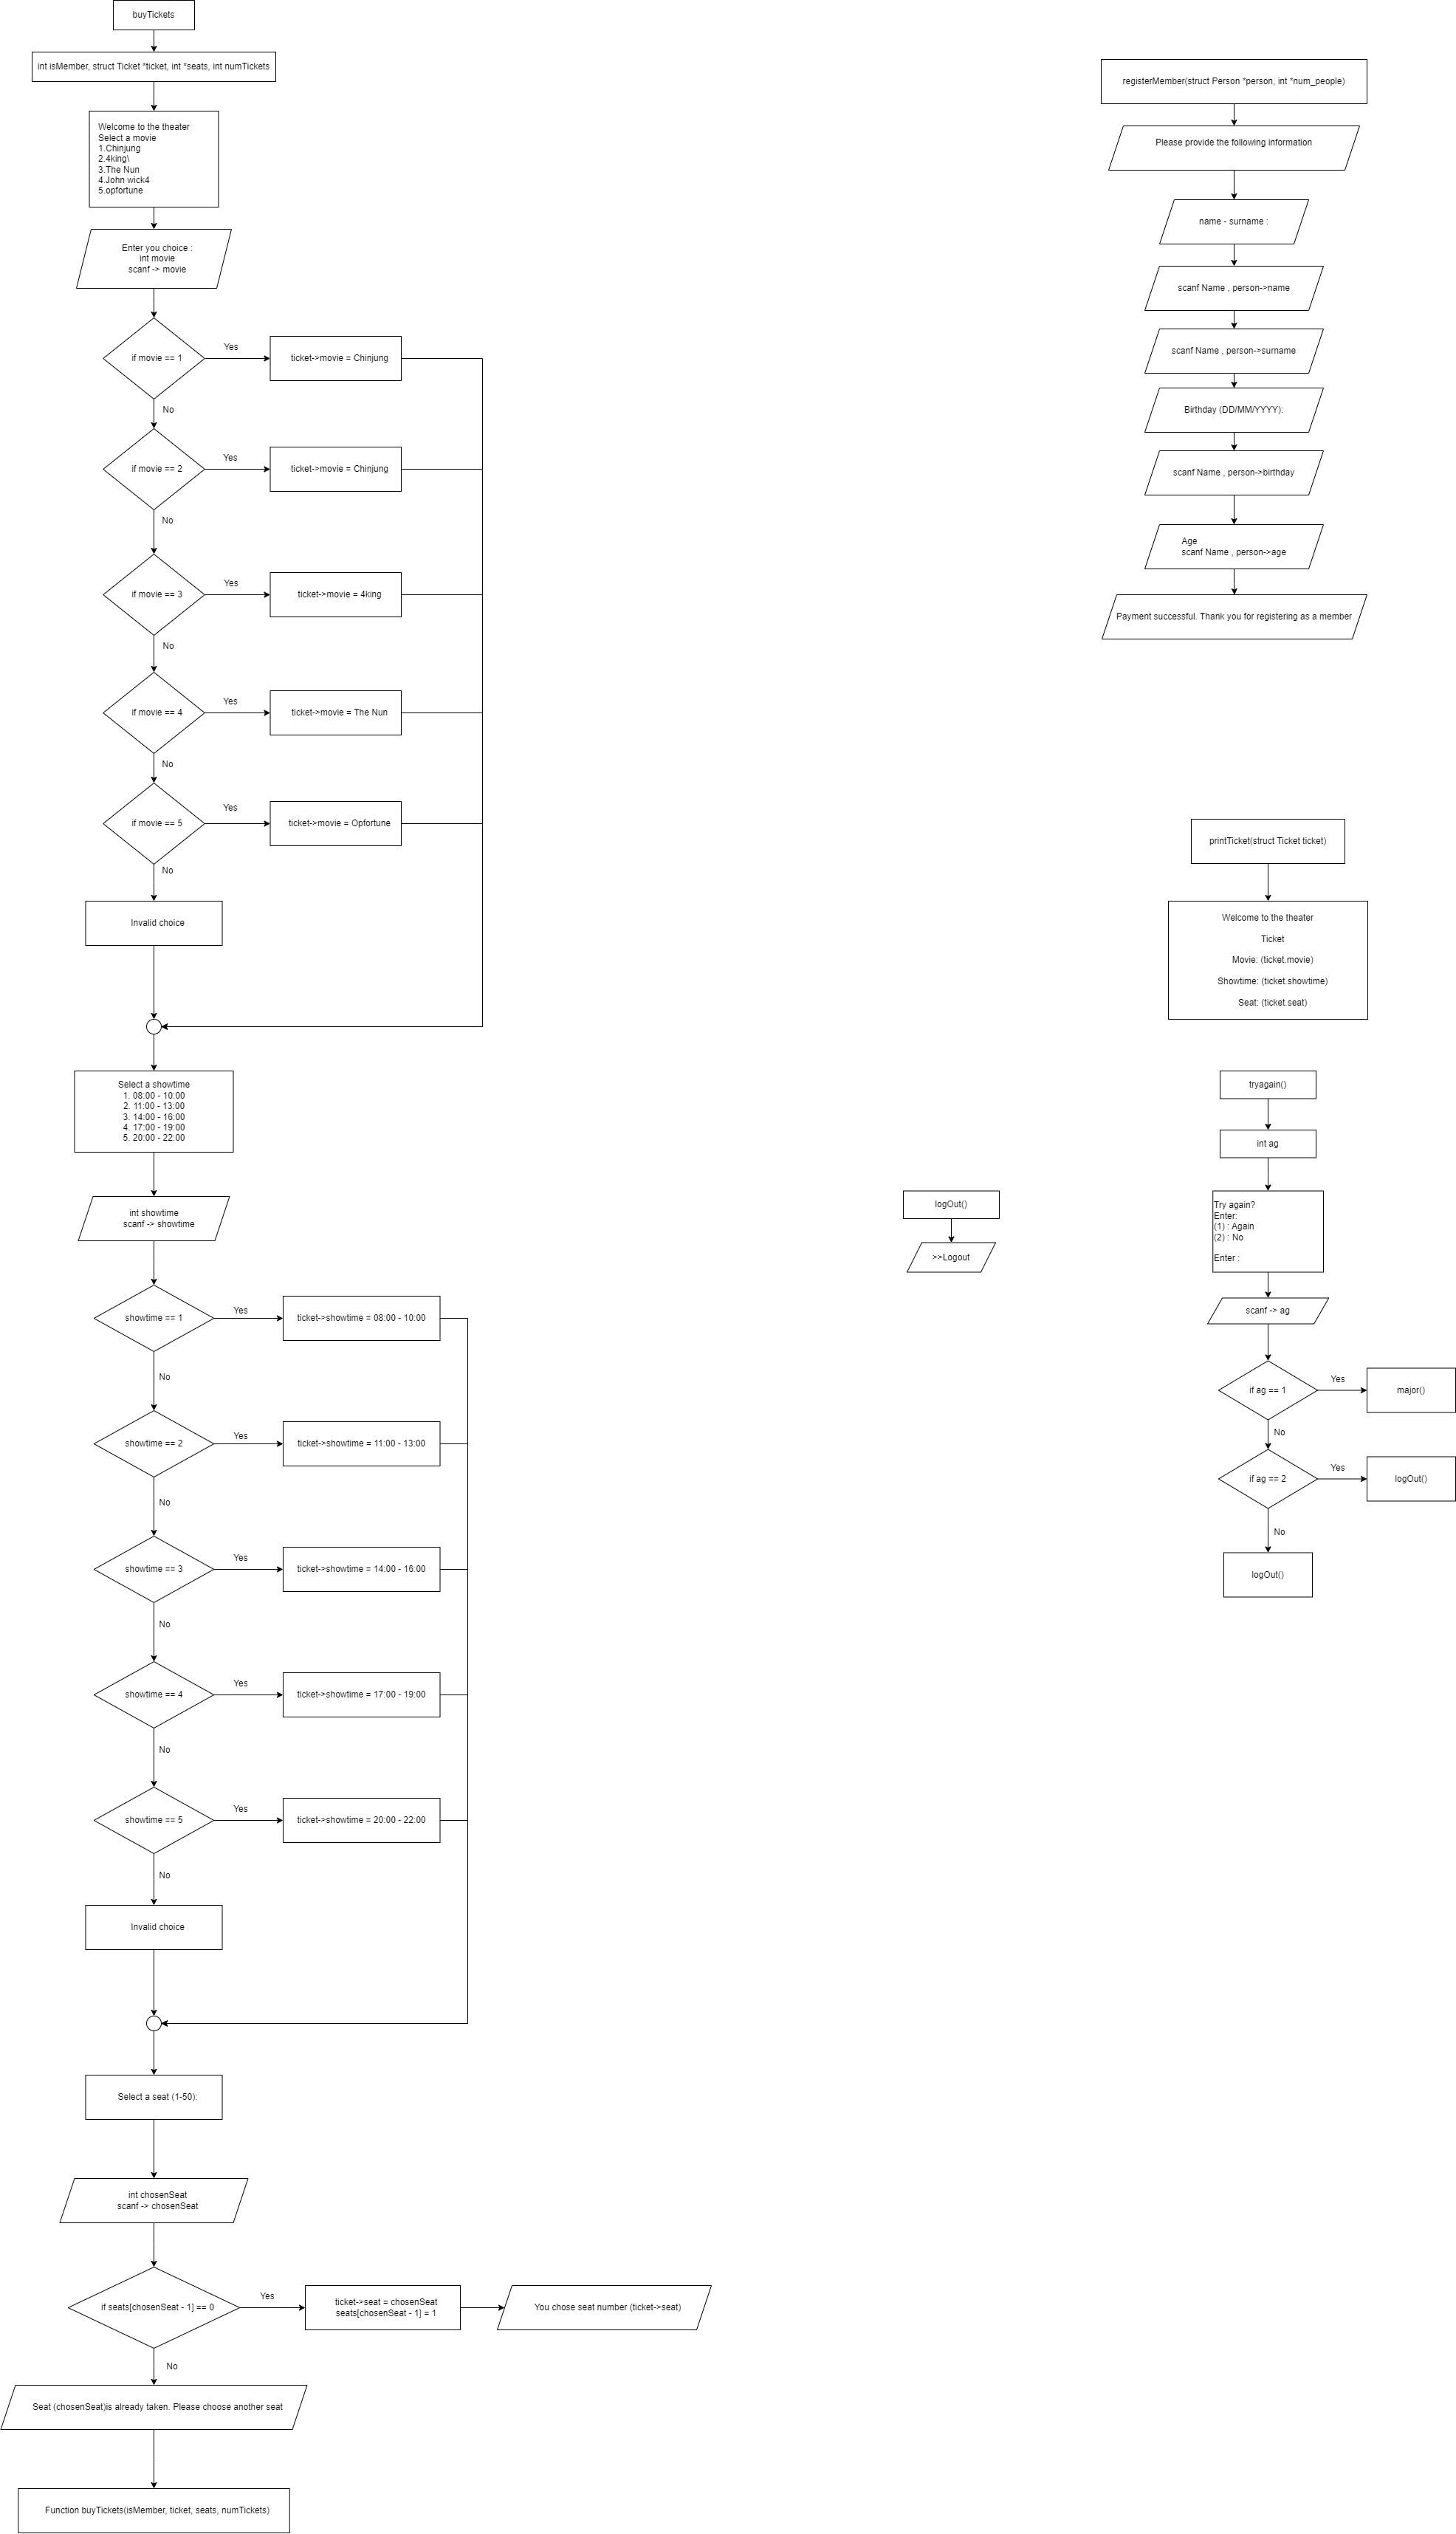 buyTickets
int isMember, struct Ticket *ticket, int *seats, int numTickets
Welcome to the theater
Select a movie
1.Chinjung
2.4king\
3.The Nun
4.John wick4
5.opfortune
Enter you choice :
int movie
scanf -> movie
if movie == 1
Yes
ticket->movie = Chinjung
No
if movie == 2
Yes
ticket->movie = Chinjung
No
if movie == 3
Yes
ticket->movie = 4king
No
if movie == 4
Yes
ticket->movie = The Nun
No
if movie == 5
Yes
ticket->movie = Opfortune
No
Invalid choice
Select a showtime
1. 08:00 - 10:00
2. 11:00 - 13:00
3. 14:00 - 16:00
4. 17:00 - 19:00
5. 20:00 - 22:00
int showtime
scanf -> showtime
showtime == 1
Yes
ticket->showtime = 08:00 - 10:00
No
showtime == 2
Yes
ticket->showtime = 11:00 - 13:00
No
showtime == 3
Yes
ticket->showtime = 14:00 - 16:00
No
showtime == 4
Yes
ticket->showtime = 17:00 - 19:00
No
showtime == 5
Yes
ticket->showtime = 20:00 - 22:00
No
Invalid choice
Select a seat (1-50):
int chosenSeat
scanf -> chosenSeat
if seats[chosenSeat - 1] == 0
Yes
ticket->seat = chosenSeat
seats[chosenSeat - 1] = 1
You chose seat number (ticket->seat)
No
Seat (chosenSeat)is already taken. Please choose another seat
Function buyTickets(isMember, ticket, seats, numTickets)
registerMember(struct Person *person, int *num_people)
Please provide the following information
name - surname :
scanf Name , person->name
scanf Name , person->surname
Birthday (DD/MM/YYYY):
scanf Name , person->birthday
Age
scanf Name , person->age
Payment successful. Thank you for registering as a member
printTicket(struct Ticket ticket)
Welcome to the theater
Ticket
Movie: (ticket.movie)
Showtime: (ticket.showtime)
Seat: (ticket.seat)
logOut()
>>Logout
tryagain()
int ag
Try again?
Enter:
(1) : Again
(2) : No
Enter :
scanf -> ag
if ag == 1
Yes
major()
No
if ag == 2
Yes
logOut()
No
logOut()